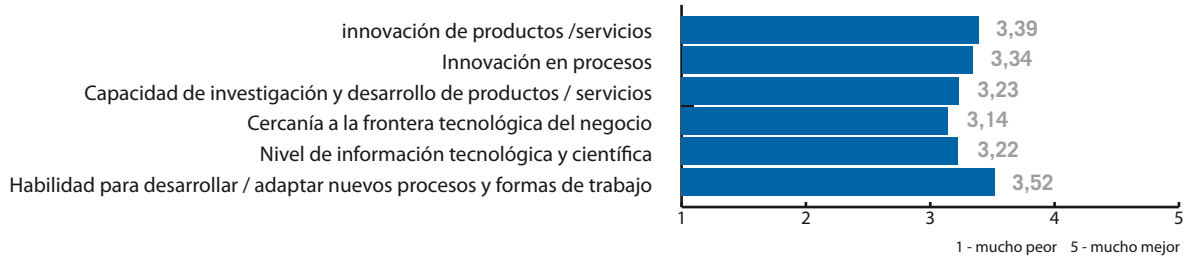 innovación de productos /servicios 3,39
Innovación en procesos 3,34
Capacidad de investigación y desarrollo de productos / servicios 3,23
Cercanía a la frontera tecnológica del negocio 3,14
Nivel de información tecnológica y científica 3,22
Habilidad para desarrollar / adaptar nuevos procesos y formas de trabajo 3,52
1 2 3 4 5
1 - mucho peor 5 - mucho mejor